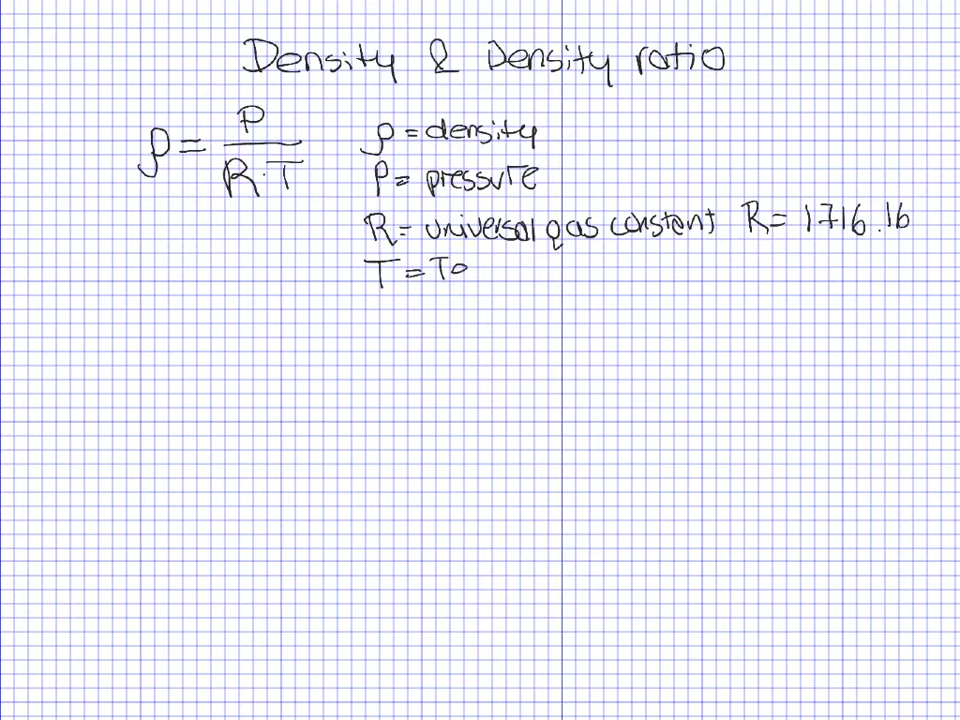 Density & Density ratio
ρ = P / R·T
ρ = density
P = pressure
R = universal gas constant R = 1716.16
T = To